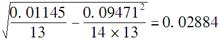 √(0.01145/13 − 0.09471²/(14×13)) = 0.02884